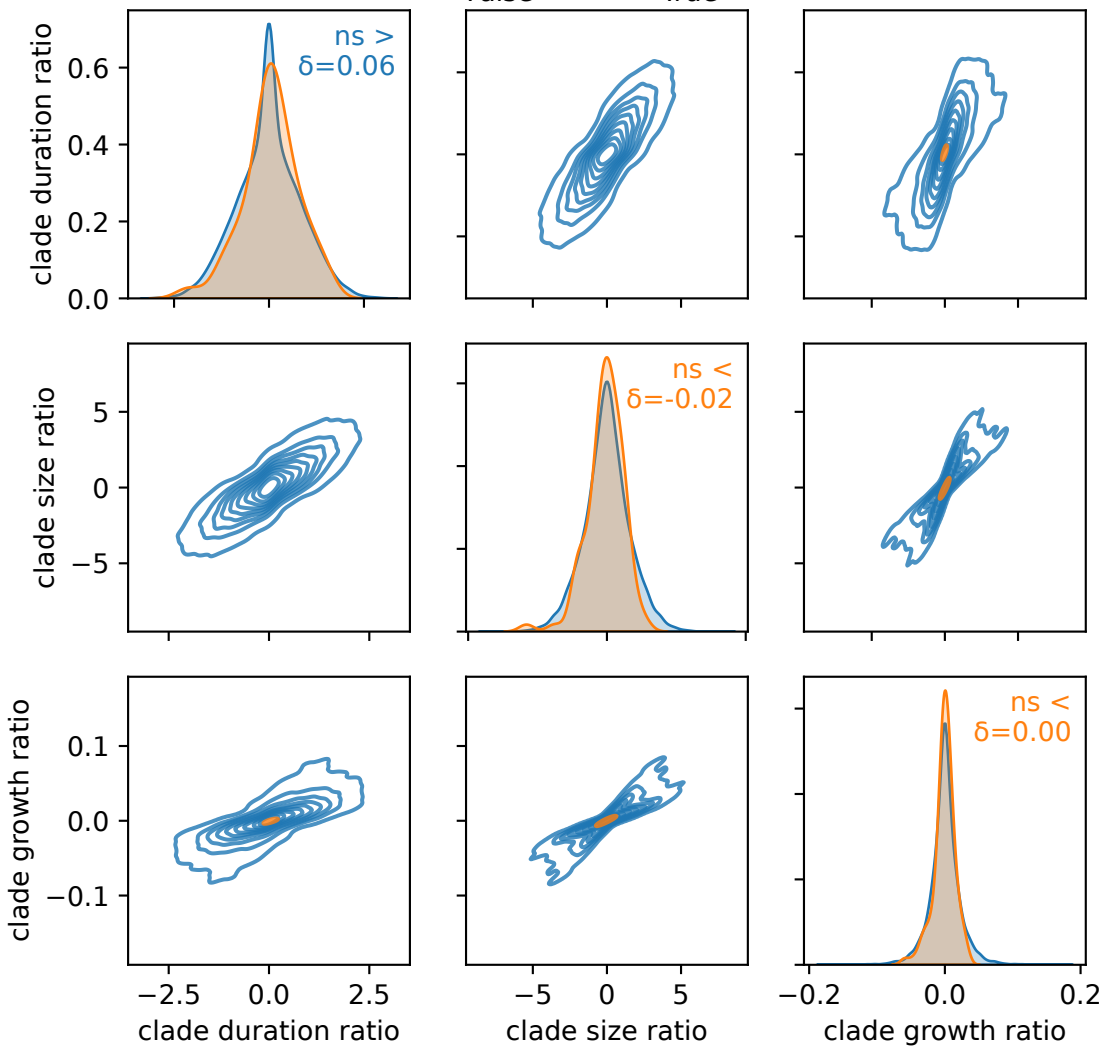 clade duration ratio
0.6
0.4
0.2
0.0
ns >
δ=0.06
clade size ratio
5
0
−5
ns <
δ=-0.02
clade growth ratio
0.1
0.0
−0.1
ns <
δ=0.00
−2.5 0.0 2.5
−5 0 5
−0.2 0.0 0.2
clade duration ratio
clade size ratio
clade growth ratio